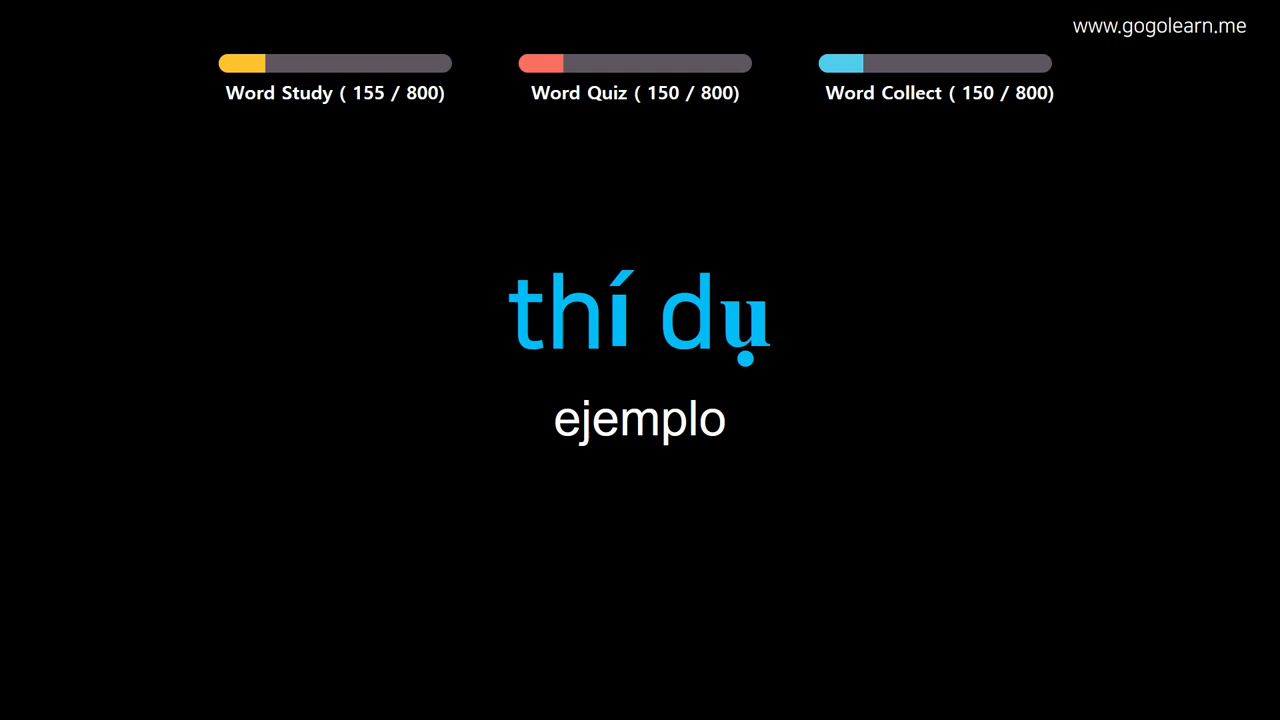 www.gogolearn.me
Word Study ( 155 / 800)
Word Quiz ( 150 / 800)
Word Collect ( 150 / 800)
thí dụ
ejemplo